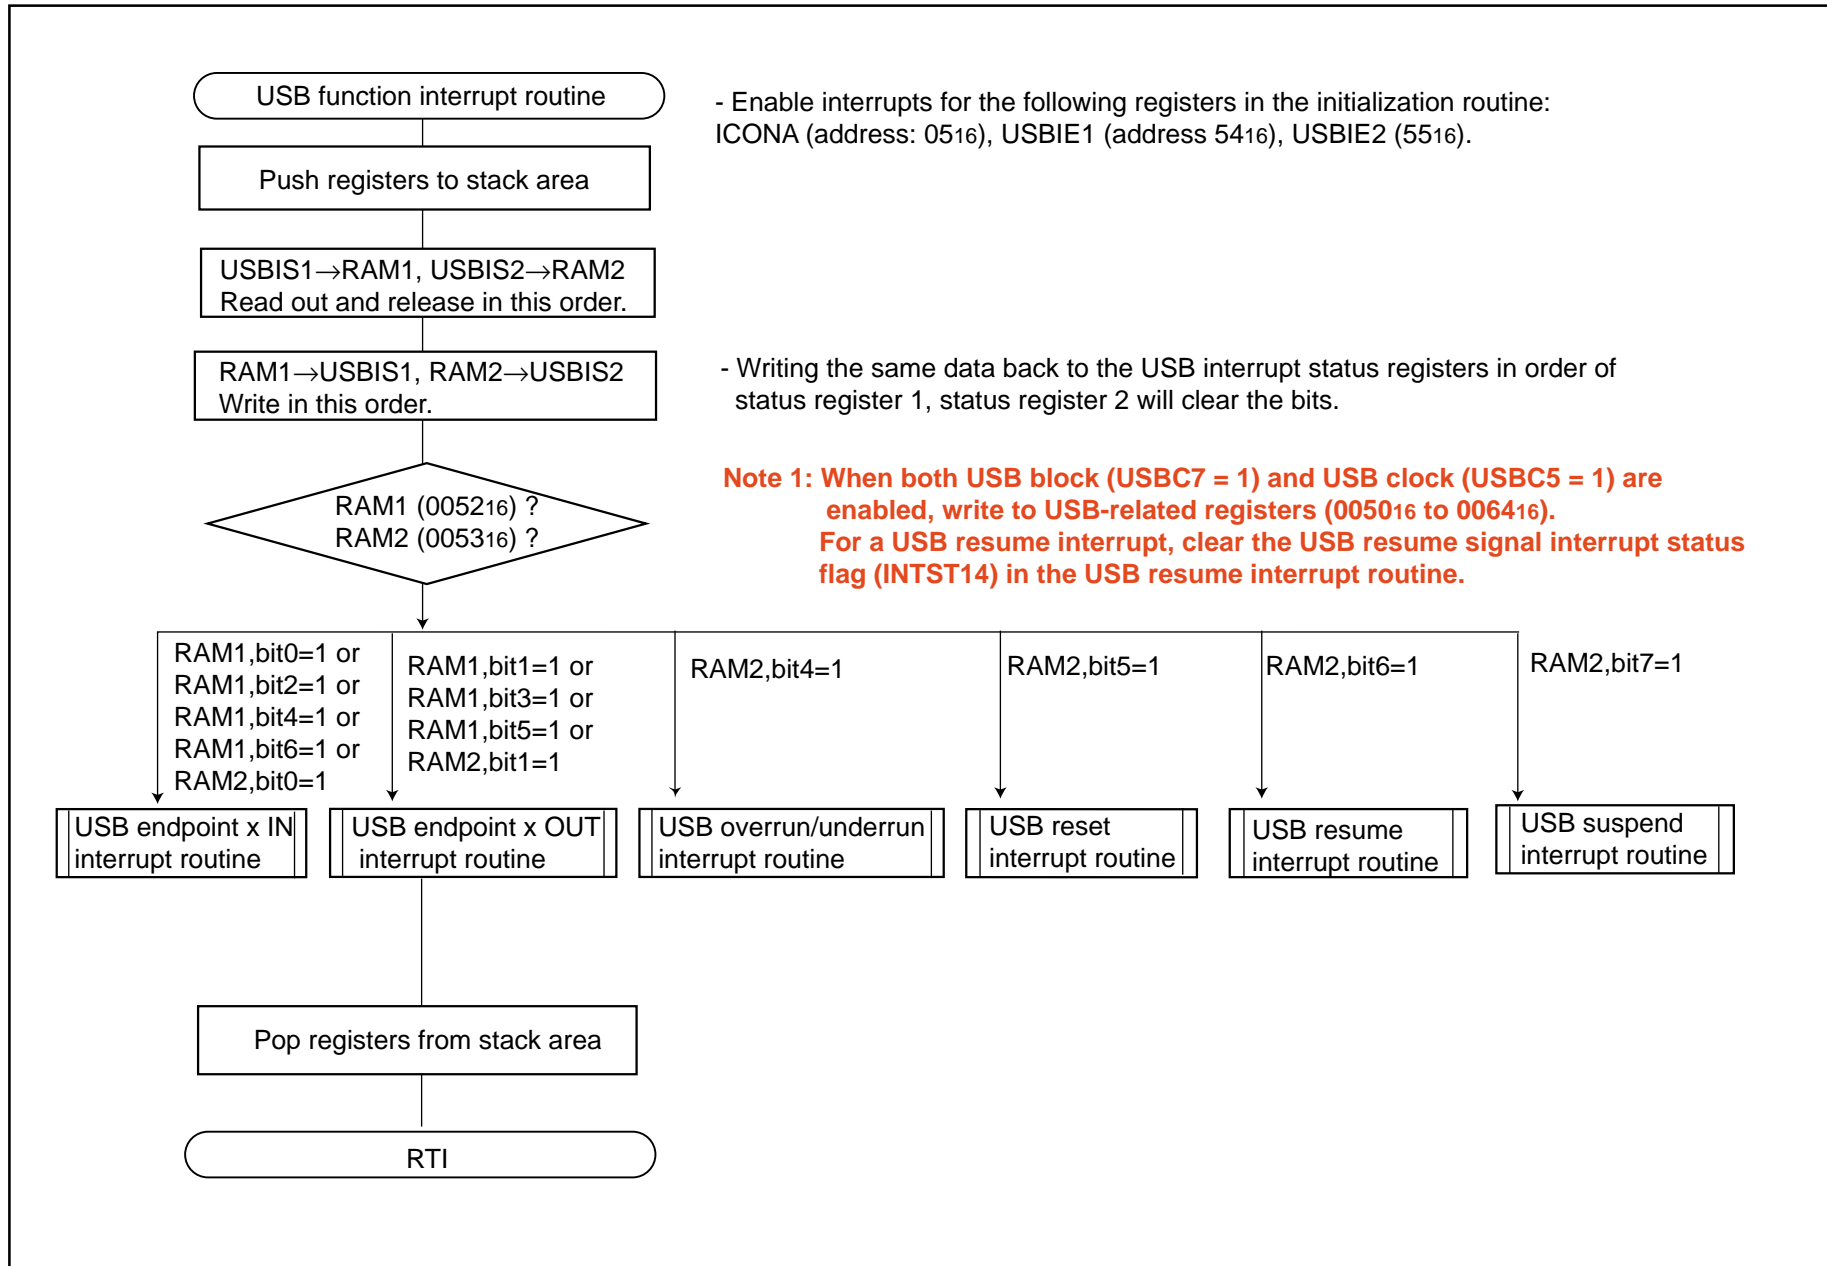 USB function interrupt routine
- Enable interrupts for the following registers in the initialization routine:
ICONA (address: 0516), USBIE1 (address 5416), USBIE2 (5516).
Push registers to stack area
USBIS1→RAM1, USBIS2→RAM2
Read out and release in this order.
RAM1→USBIS1, RAM2→USBIS2
Write in this order.
- Writing the same data back to the USB interrupt status registers in order of
status register 1, status register 2 will clear the bits.
Note 1: When both USB block (USBC7 = 1) and USB clock (USBC5 = 1) are
enabled, write to USB-related registers (005016 to 006416).
For a USB resume interrupt, clear the USB resume signal interrupt status
flag (INTST14) in the USB resume interrupt routine.
RAM1 (005216) ?
RAM2 (005316) ?
RAM1,bit0=1 or
RAM1,bit2=1 or
RAM1,bit4=1 or
RAM1,bit6=1 or
RAM2,bit0=1
RAM1,bit1=1 or
RAM1,bit3=1 or
RAM1,bit5=1 or
RAM2,bit1=1
RAM2,bit4=1
RAM2,bit5=1
RAM2,bit6=1
RAM2,bit7=1
USB endpoint x IN
interrupt routine
USB endpoint x OUT
interrupt routine
USB overrun/underrun
interrupt routine
USB reset
interrupt routine
USB resume
interrupt routine
USB suspend
interrupt routine
Pop registers from stack area
RTI